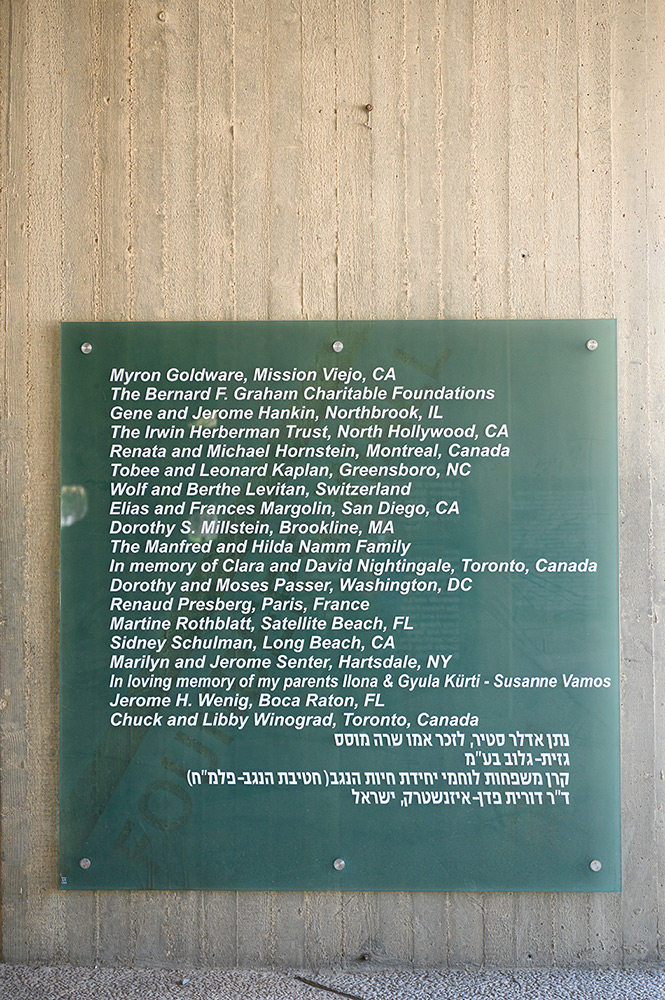 Myron Goldware, Mission Viejo, CA
The Bernard F. Graham Charitable Foundations
Gene and Jerome Hankin, Northbrook, IL
The Irwin Herberman Trust, North Hollywood, CA
Renata and Michael Hornstein, Montreal, Canada
Tobee and Leonard Kaplan, Greensboro, NC
Wolf and Berthe Levitan, Switzerland
Elias and Frances Margolin, San Diego, CA
Dorothy S. Millstein, Brookline, MA
The Manfred and Hilda Namm Family
In memory of Clara and David Nightingale, Toronto, Canada
Dorothy and Moses Passer, Washington, DC
Renaud Presberg, Paris, France
Martine Rothblatt, Satellite Beach, FL
Sidney Schulman, Long Beach, CA
Marilyn and Jerome Senter, Hartsdale, NY
In loving memory of my parents Ilona & Gyula Kürti - Susanne Vamos
Jerome H. Wenig, Boca Raton, FL
Chuck and Libby Winograd, Toronto, Canada
נתן אדלר סטיר, לזכר אמו שרה מוסס
גזית-גלוב בע"מ
קרן משפחות לוחמי יחידת חיות הנגב( חטיבת הנגב-פלמ"ח)
ד"ר דורית פדן-איזנשטרק, ישראל